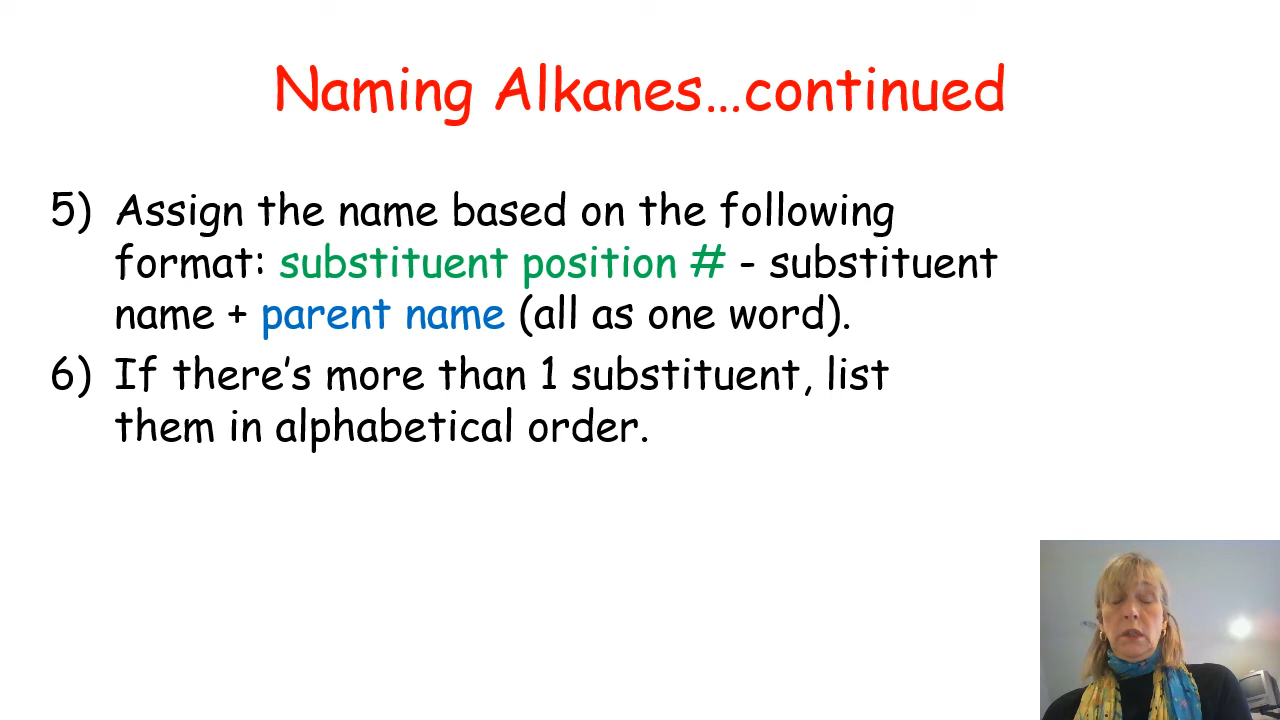 Naming Alkanes…continued
5) Assign the name based on the following
format: substituent position # - substituent
name + parent name (all as one word).
6) If there’s more than 1 substituent, list
them in alphabetical order.